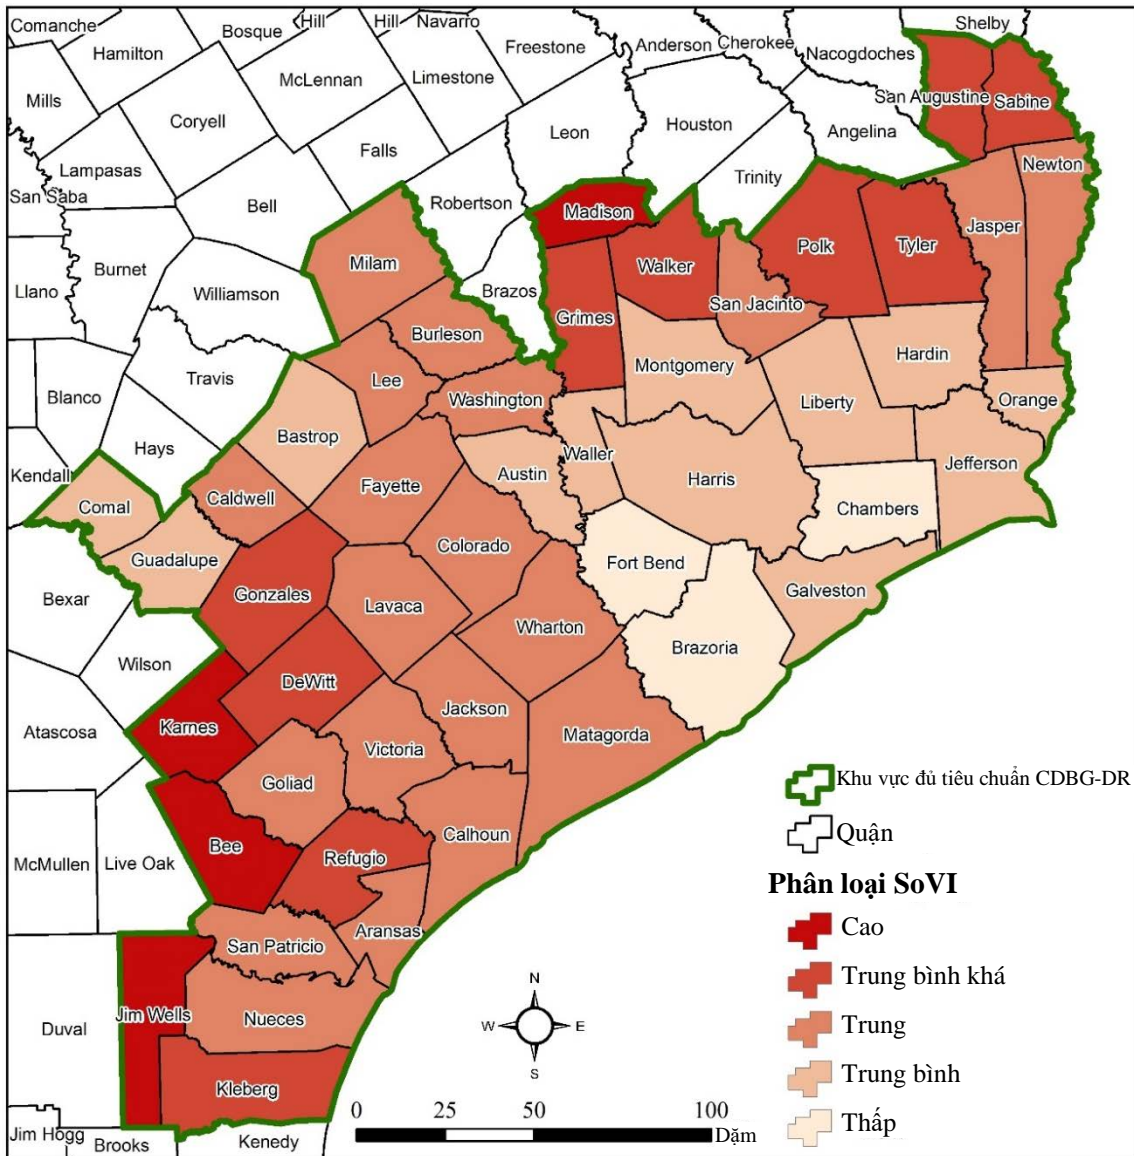 Comanche
Hill
Hill
Navarro
Shelby
Bosque
Hamilton
Freestone
Anderson
Cherokee
Nacogdoches
McLennan
Limestone
Mills
San Augustine
Sabine
Coryell
Leon
Houston
Angelina
Falls
Lampasas
Newton
Trinity
San Saba
Bell
Robertson
Madison
Jasper
Polk
Tyler
Milam
Walker
Burnet
Llano
Williamson
Brazos
San Jacinto
Grimes
Burleson
Hardin
Montgomery
Travis
Lee
Blanco
Washington
Liberty
Orange
Bastrop
Hays
Waller
Jefferson
Kendall
Austin
Harris
Fayette
Caldwell
Comal
Chambers
Colorado
Guadalupe
Fort Bend
Galveston
Bexar
Gonzales
Lavaca
Wharton
Brazoria
Wilson
DeWitt
Jackson
Karnes
Atascosa
Matagorda
Victoria
Goliad
Calhoun
Bee
Refugio
McMullen
Live Oak
Aransas
San Patricio
Jim Wells
Nueces
Duval
Kleberg
Jim Hogg
Brooks
Kenedy
N
W
E
S
0
25
50
100
Dặm
Khu vực đủ tiêu chuẩn CDBG-DR
Quận
Phân loại SoVI
Cao
Trung bình khá
Trung
Trung bình
Thấp